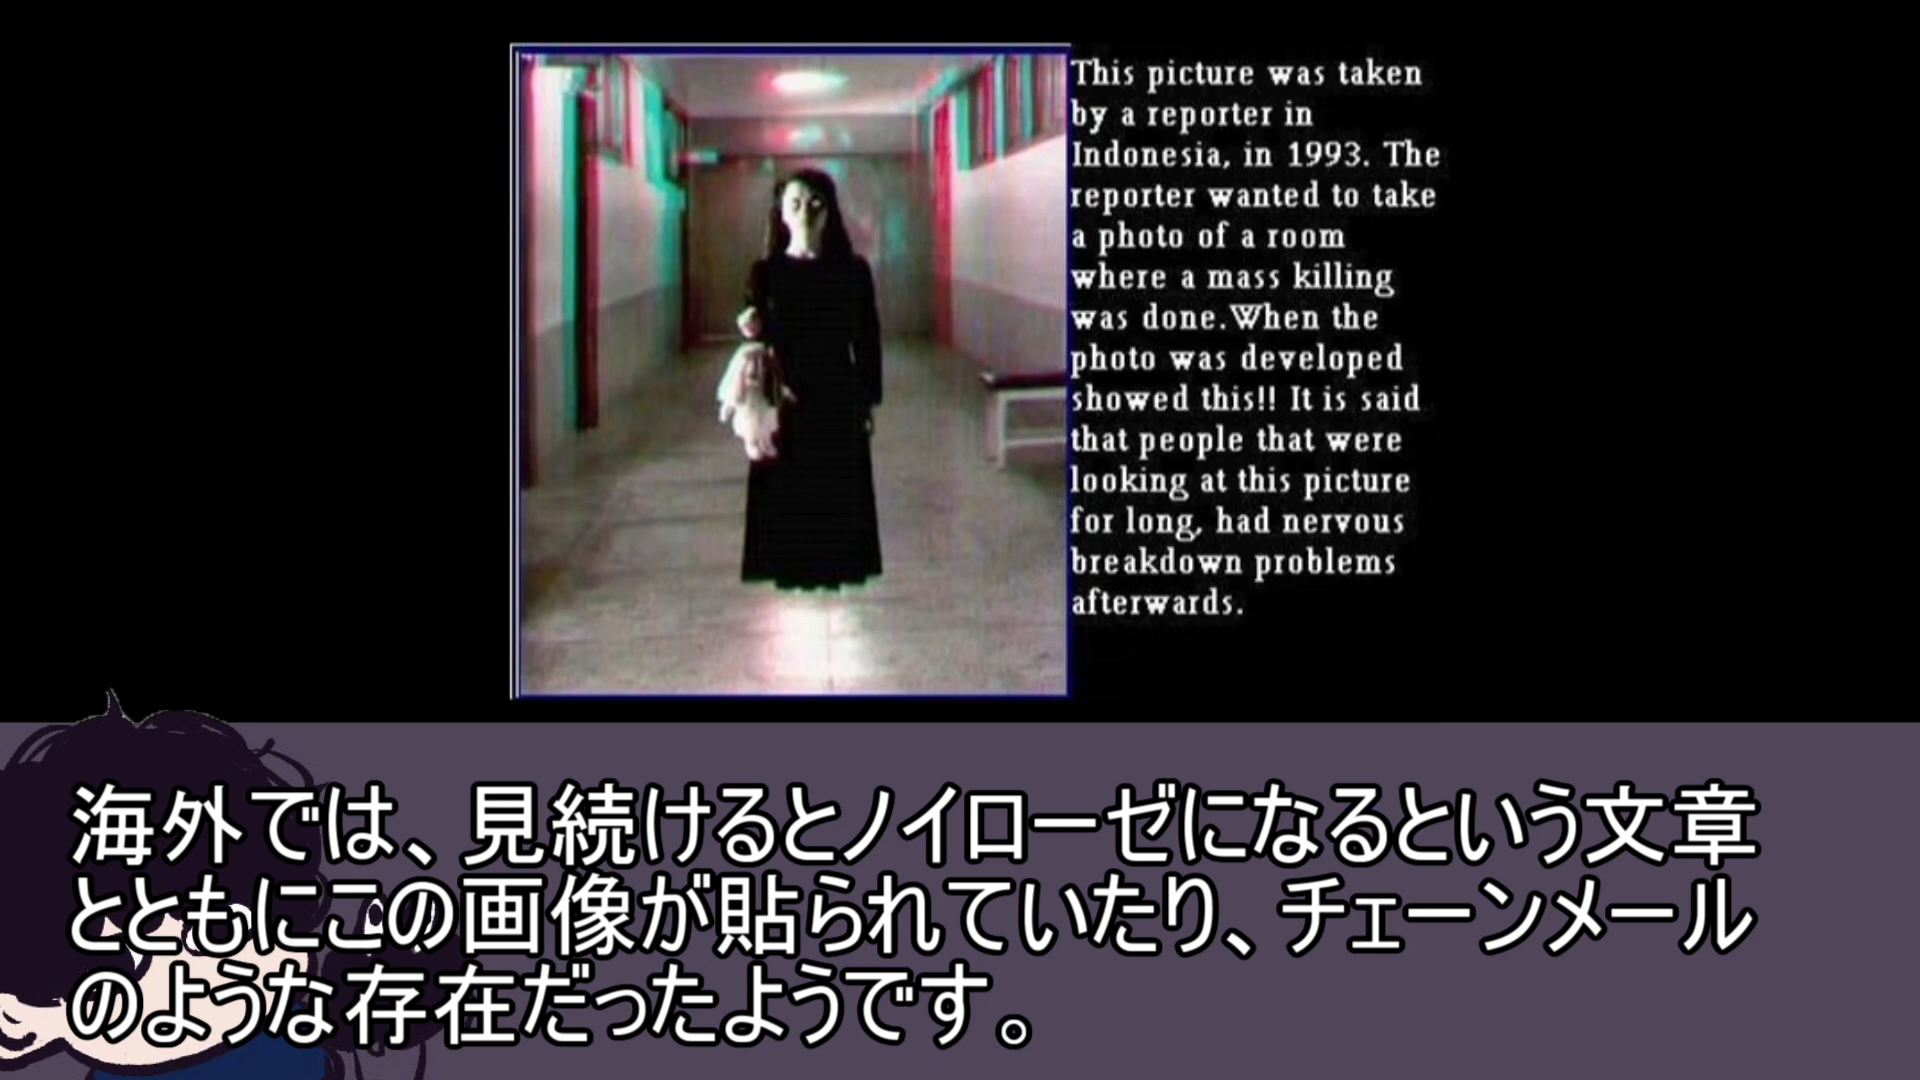 This picture was taken
by a reporter in
Indonesia, in 1993. The
reporter wanted to take
a photo of a room
where a mass killing
was done.When the
photo was developed
showed this!! It is said
that people that were
looking at this picture
for long, had nervous
breakdown problems
afterwards.
海外では、見続けるとノイローゼになるという文章
とともにこの画像が貼られていたり、チェーンメール
のような存在だったようです。